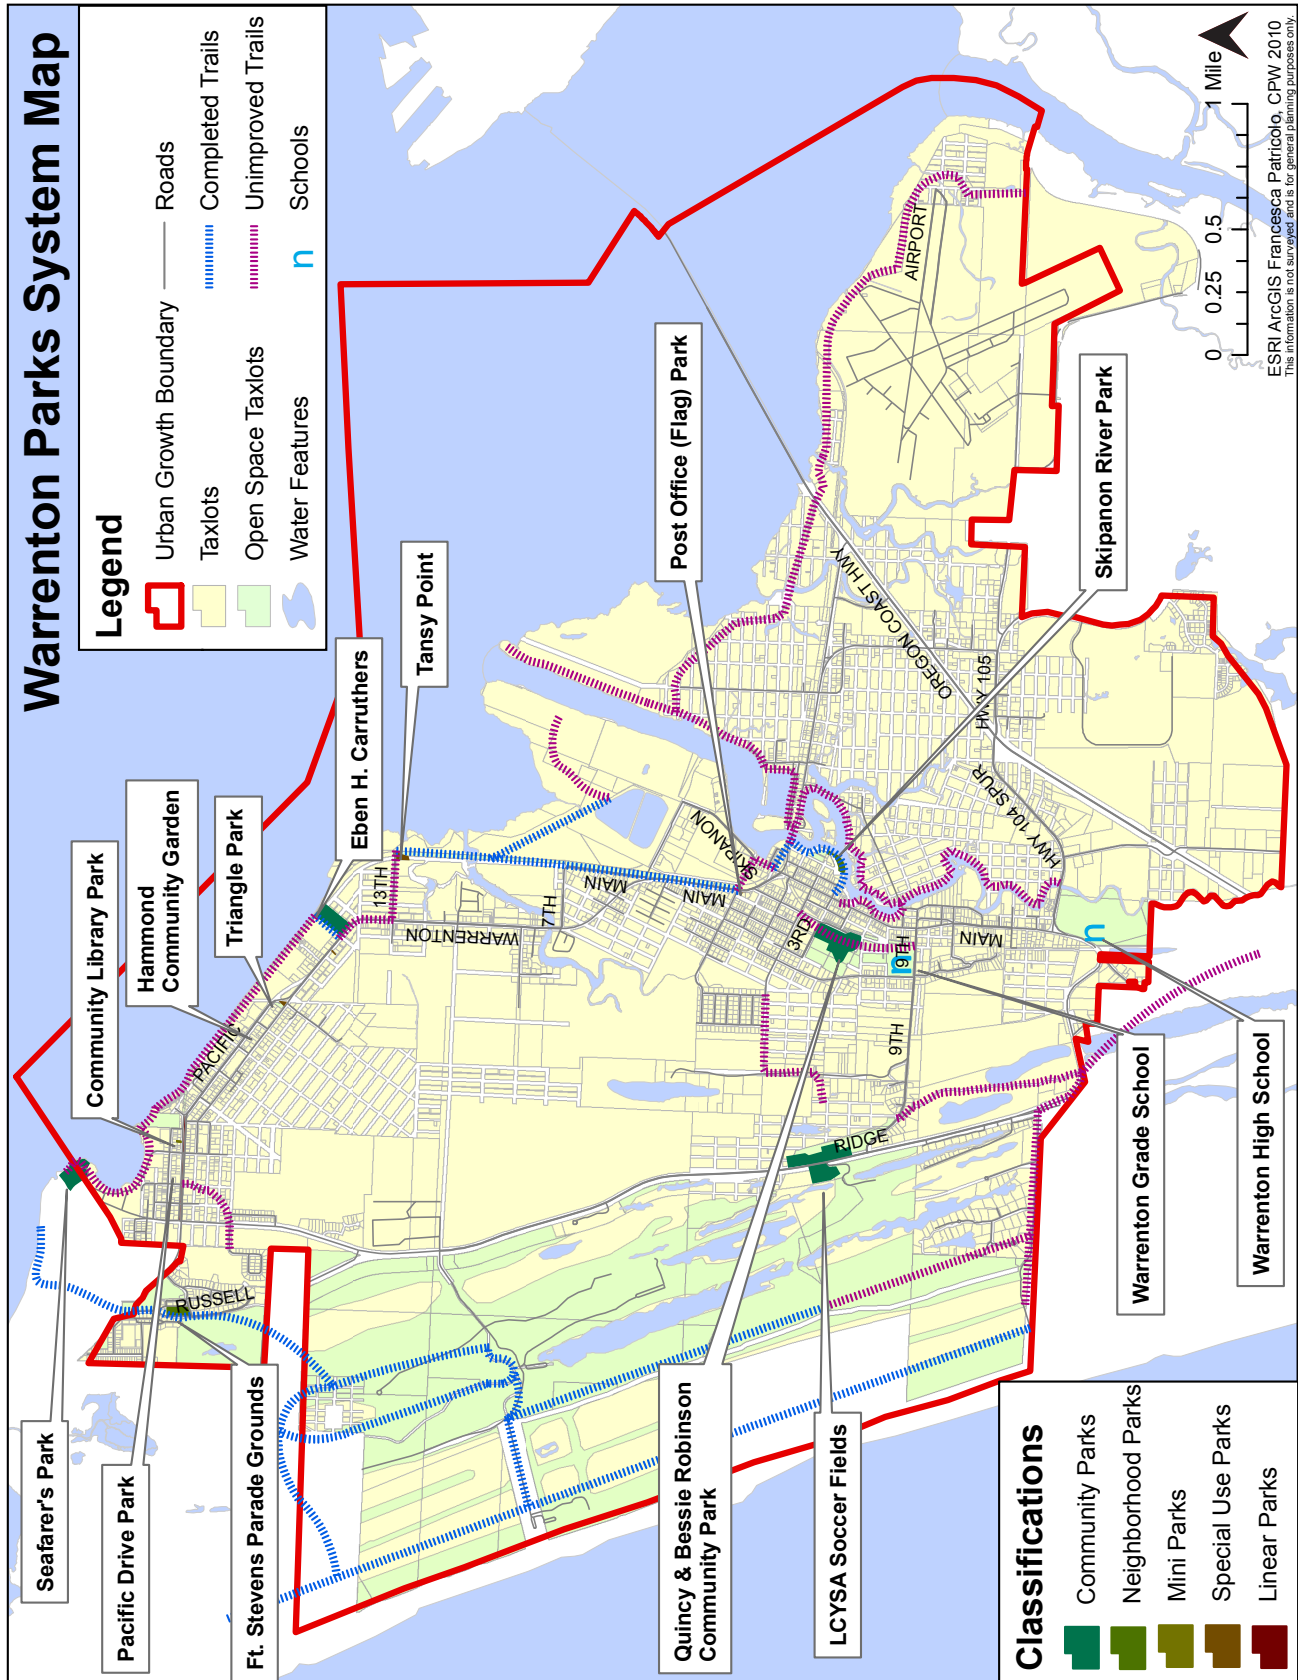 Warrenton Parks System Map
Legend
Urban Growth Boundary
Taxlots
Open Space Taxlots
Water Features
Roads
Completed Trails
Unimproved Trails
n
Schools
Seafarer's Park
Pacific Drive Park
Ft. Stevens Parade Grounds
Community Library Park
Hammond
Community Garden
Triangle Park
Eben H. Carruthers
Tansy Point
Post Office (Flag) Park
Skipanon River Park
Quincy & Bessie Robinson
Community Park
LCYSA Soccer Fields
Warrenton Grade School
Warrenton High School
RUSSELL
PACIFIC
13TH
WARRENTON
7TH
MAIN
MAIN
SKIPANON
3RD
9TH
n
9TH
MAIN
n
RIDGE
HWY 104 SPUR
HWY 105
OREGON COAST HWY
AIRPORT
Classifications
Community Parks
Neighborhood Parks
Mini Parks
Special Use Parks
Linear Parks
0 0.25 0.5 1 Mile
ESRI ArcGIS Francesca Patricolo, CPW 2010
This information is not surveyed and is for general planning purposes only.